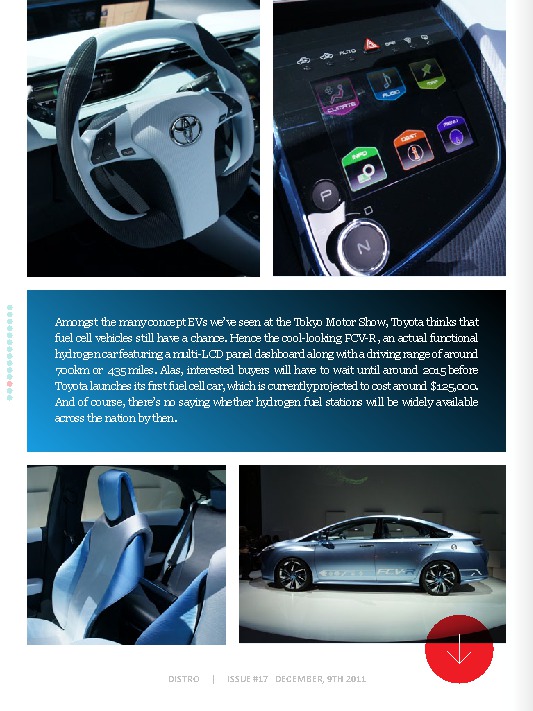 AUTO
CLIMATE
AUDIO
INFO
P
N
Amongst the many concept EVs we've seen at the Tokyo Motor Show, Toyota thinks that
fuel cell vehicles still have a chance. Hence the cool-looking FCV-R, an actual functional
hydrogen car featuring a multi-LCD panel dashboard along with a driving range of around
700km or 435 miles. Alas, interested buyers will have to wait until around 2015 before
Toyota launches its first fuel cell car, which is currently projected to cost around $125,000.
And of course, there's no saying whether hydrogen fuel stations will be widely available
across the nation by then.
FCV-R
DISTRO | ISSUE #17 DECEMBER, 9TH 2011